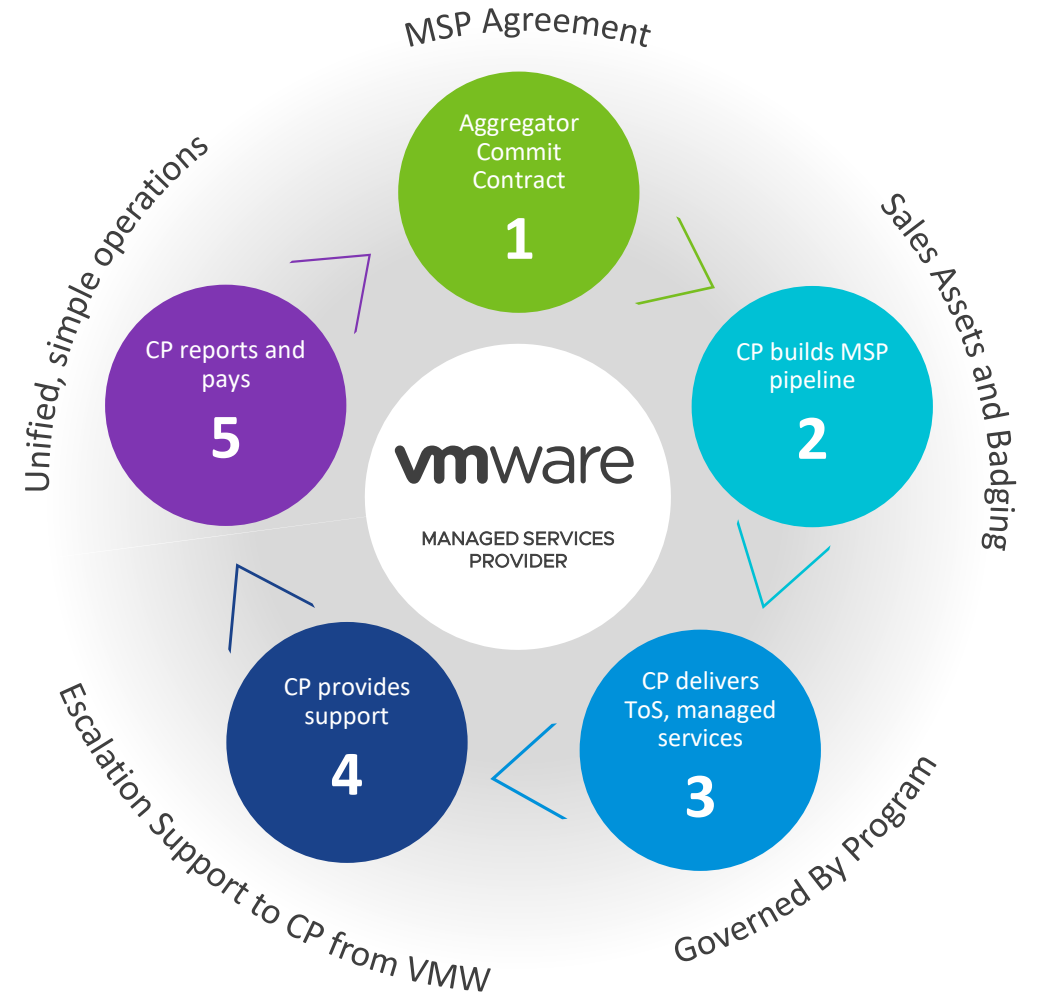 MSP Agreement
Aggregator
Commit
Contract
1
Sales Assets and Badging
CP builds MSP
pipeline
2
Governed By Program
CP delivers
ToS, managed
services
3
Escalation Support to CP from VMW
CP provides
support
4
Unified, simple operations
CP reports and
pays
5
vmware
MANAGED SERVICES
PROVIDER